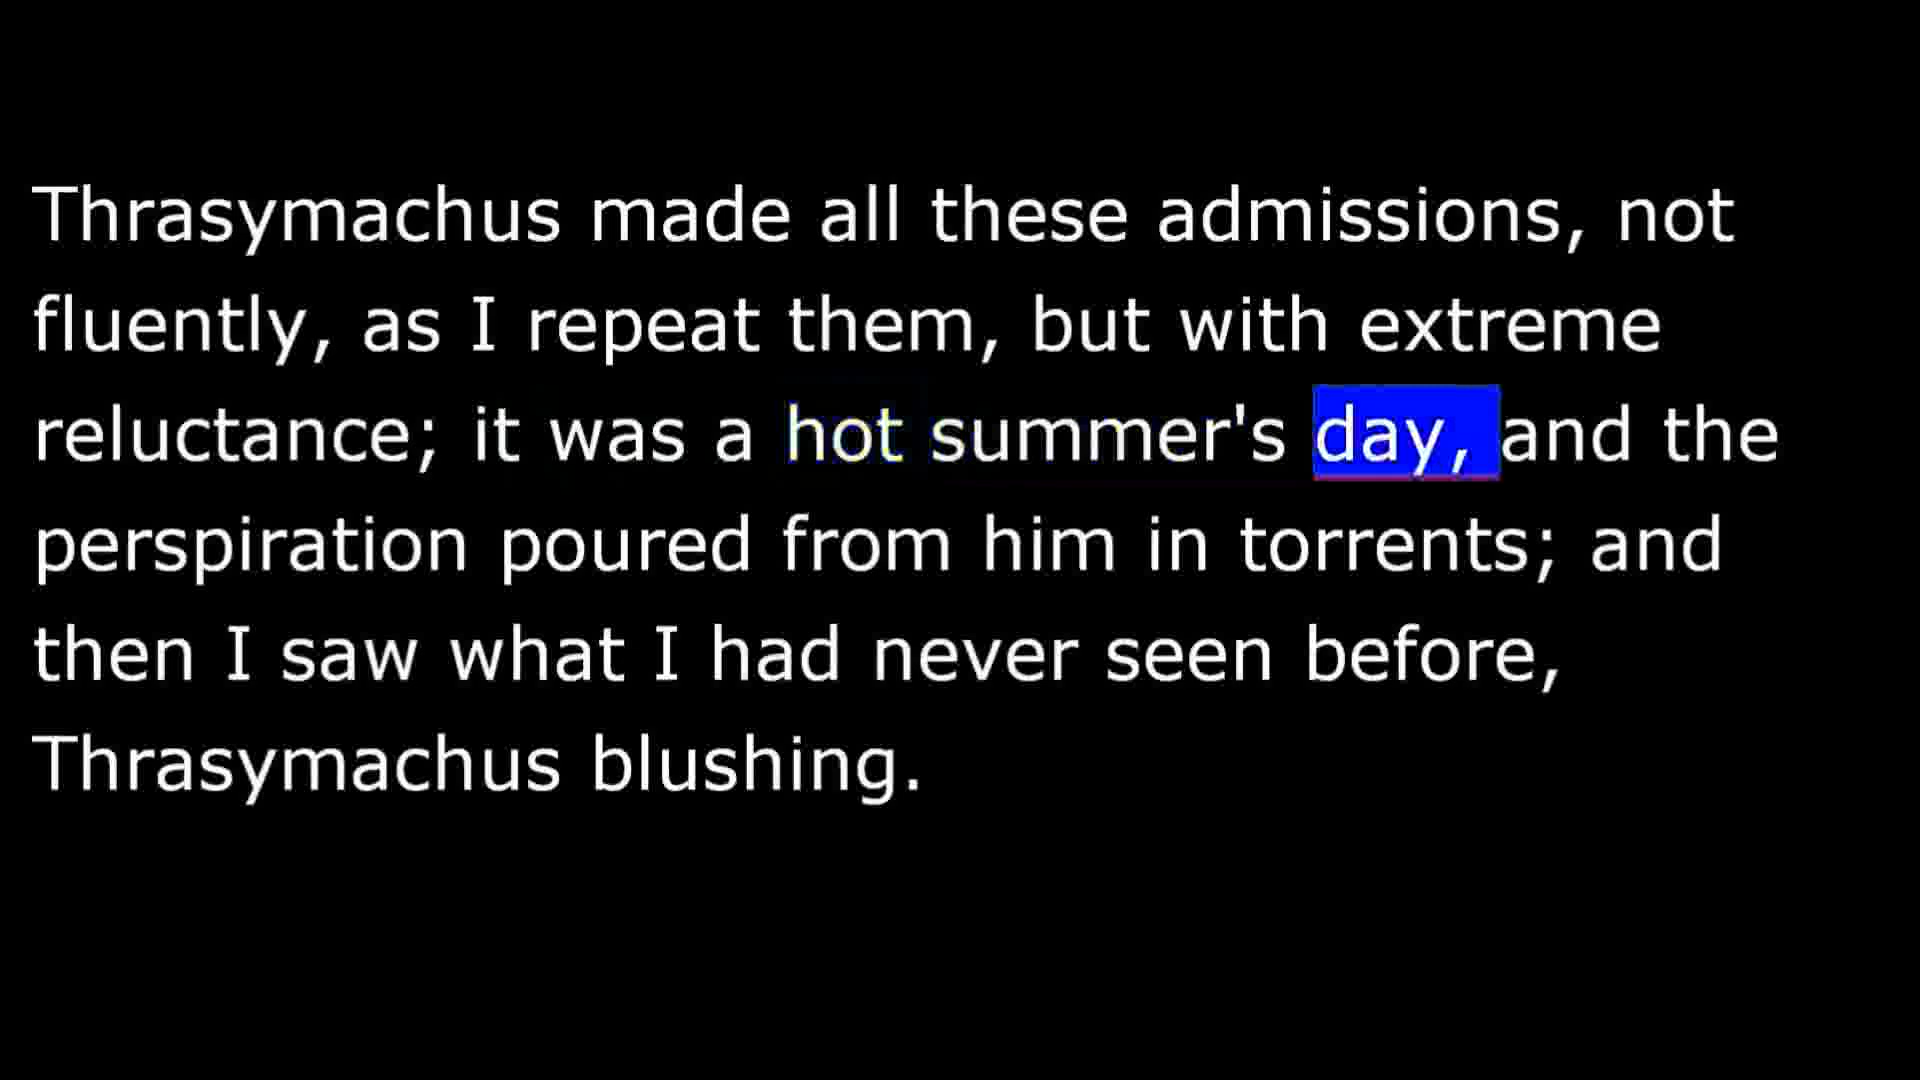 Thrasymachus made all these admissions, not
fluently, as I repeat them, but with extreme
reluctance; it was a hot summer's day, and the
perspiration poured from him in torrents; and
then I saw what I had never seen before,
Thrasymachus blushing.